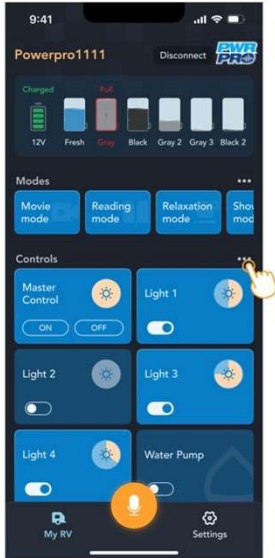 9:41
Powerpro1111
Disconnect
PWR
PRO
Charged
Full
12V Fresh Gray Black Gray 2 Gray 3 Black 2
Modes
Movie
mode
Reading
mode
Relaxation
mode
Show
mod
Controls
Master
Control
ON OFF
Light 1
Light 2
Light 3
Light 4
Water Pump
My RV
Settings